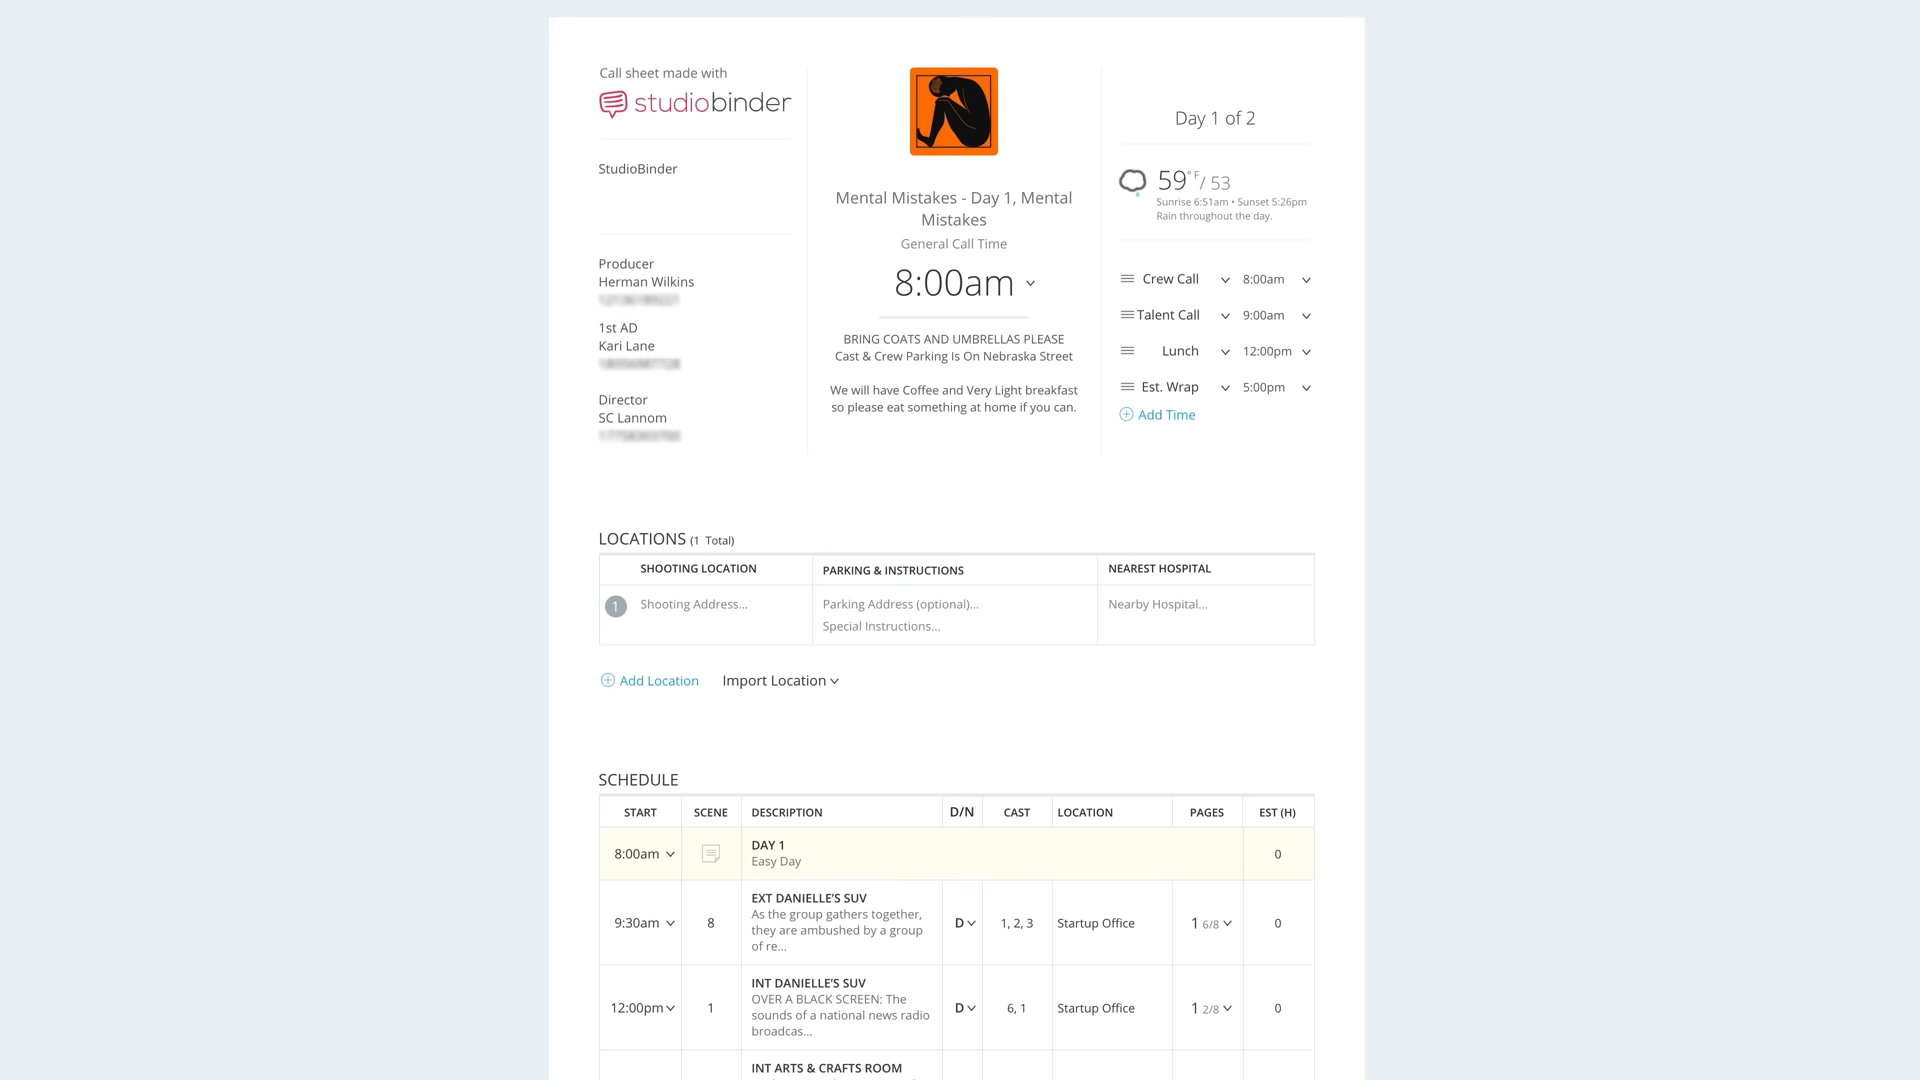 Call sheet made with
studiobinder
StudioBinder
Producer
Herman Wilkins
1st AD
Kari Lane
Director
SC Lannom
Mental Mistakes - Day 1, Mental
Mistakes
General Call Time
8:00am
BRING COATS AND UMBRELLAS PLEASE
Cast & Crew Parking Is On Nebraska Street
We will have Coffee and Very Light breakfast
so please eat something at home if you can.
Day 1 of 2
59°F/ 53
Sunrise 6:51am • Sunset 5:26pm
Rain throughout the day.
Crew Call 8:00am
Talent Call 9:00am
Lunch 12:00pm
Est. Wrap 5:00pm
Add Time
LOCATIONS (1 Total)
SHOOTING LOCATION PARKING & INSTRUCTIONS NEAREST HOSPITAL
1 Shooting Address... Parking Address (optional)... Nearby Hospital...
Special Instructions...
Add Location Import Location
SCHEDULE
START SCENE DESCRIPTION D/N CAST LOCATION PAGES EST (H)
8:00am DAY 1 0
Easy Day
EXT DANIELLE'S SUV
As the group gathers together,
9:30am 8 they are ambushed by a group D 1, 2, 3 Startup Office 1 6/8 0
of re...
INT DANIELLE'S SUV
OVER A BLACK SCREEN: The
12:00pm 1 sounds of a national news radio D 6, 1 Startup Office 1 2/8 0
broadcas...
INT ARTS & CRAFTS ROOM